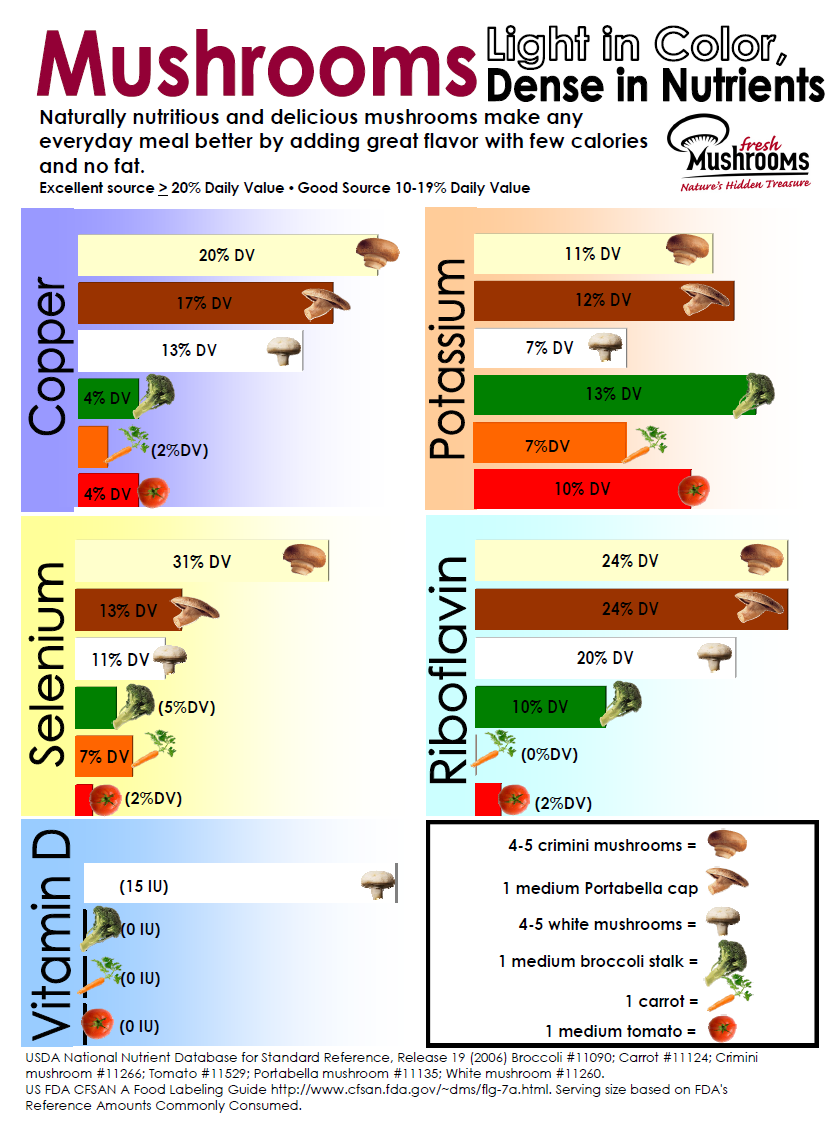 Mushrooms Light in Color,
Dense in Nutrients
Naturally nutritious and delicious mushrooms make any
everyday meal better by adding great flavor with few calories
and no fat.
Excellent source ≥ 20% Daily Value • Good Source 10-19% Daily Value
fresh
Mushrooms
Nature's Hidden Treasure
Copper
20% DV
17% DV
13% DV
4% DV
(2%DV)
4% DV
Potassium
11% DV
12% DV
7% DV
13% DV
7%DV
10% DV
Selenium
31% DV
13% DV
11% DV
(5%DV)
7% DV
(2%DV)
Riboflavin
24% DV
24% DV
20% DV
10% DV
(0%DV)
(2%DV)
Vitamin D
(15 IU)
(0 IU)
(0 IU)
(0 IU)
4-5 crimini mushrooms =
1 medium Portabella cap
4-5 white mushrooms =
1 medium broccoli stalk =
1 carrot =
1 medium tomato =
USDA National Nutrient Database for Standard Reference, Release 19 (2006) Broccoli #11090; Carrot #11124; Crimini
mushroom #11266; Tomato #11529; Portabella mushroom #11135; White mushroom #11260.
US FDA CFSAN A Food Labeling Guide http://www.cfsan.fda.gov/~dms/flg-7a.html. Serving size based on FDA's
Reference Amounts Commonly Consumed.